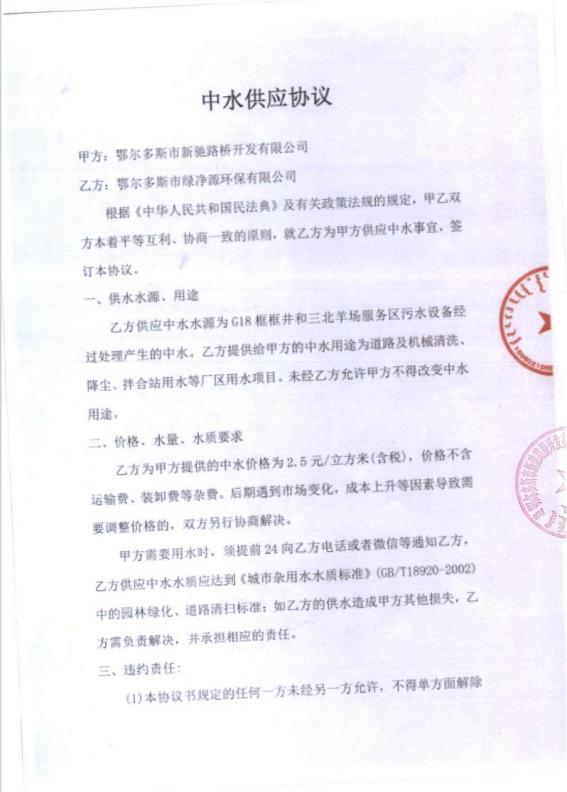 中水供应协议
甲方：鄂尔多斯市新驰路桥开发有限公司
乙方：鄂尔多斯市绿净源环保有限公司
根据《中华人民共和国民法典》及有关政策法规的规定，甲乙双
方本着平等互利、协商一致的原则，就乙方为甲方供应中水事宜，签
订本协议。
一、供水水源、用途
乙方供应中水水源为G18框框井和三北羊场服务区污水设备经
过处理产生的中水。乙方提供给甲方的中水用途为道路及机械清洗、
降尘、拌合站用水等厂区用水项目。未经乙方允许甲方不得改变中水
用途。
二、价格、水量、水质要求
乙方为甲方提供的中水价格为2.5元/立方米(含税)，价格不含
运输费、装卸费等杂费。后期遇到市场变化，成本上升等因素导致需
要调整价格的，双方另行协商解决。
甲方需要用水时，须提前24向乙方电话或者微信等通知乙方，
乙方供应中水水质应达到《城市杂用水水质标准》(GB/T18920-2002)
中的园林绿化、道路清扫标准；如乙方的供水造成甲方其他损失，乙
方需负责解决，并承担相应的责任。
三、违约责任：
(1)本协议书规定的任何一方未经另一方允许，不得单方面解除